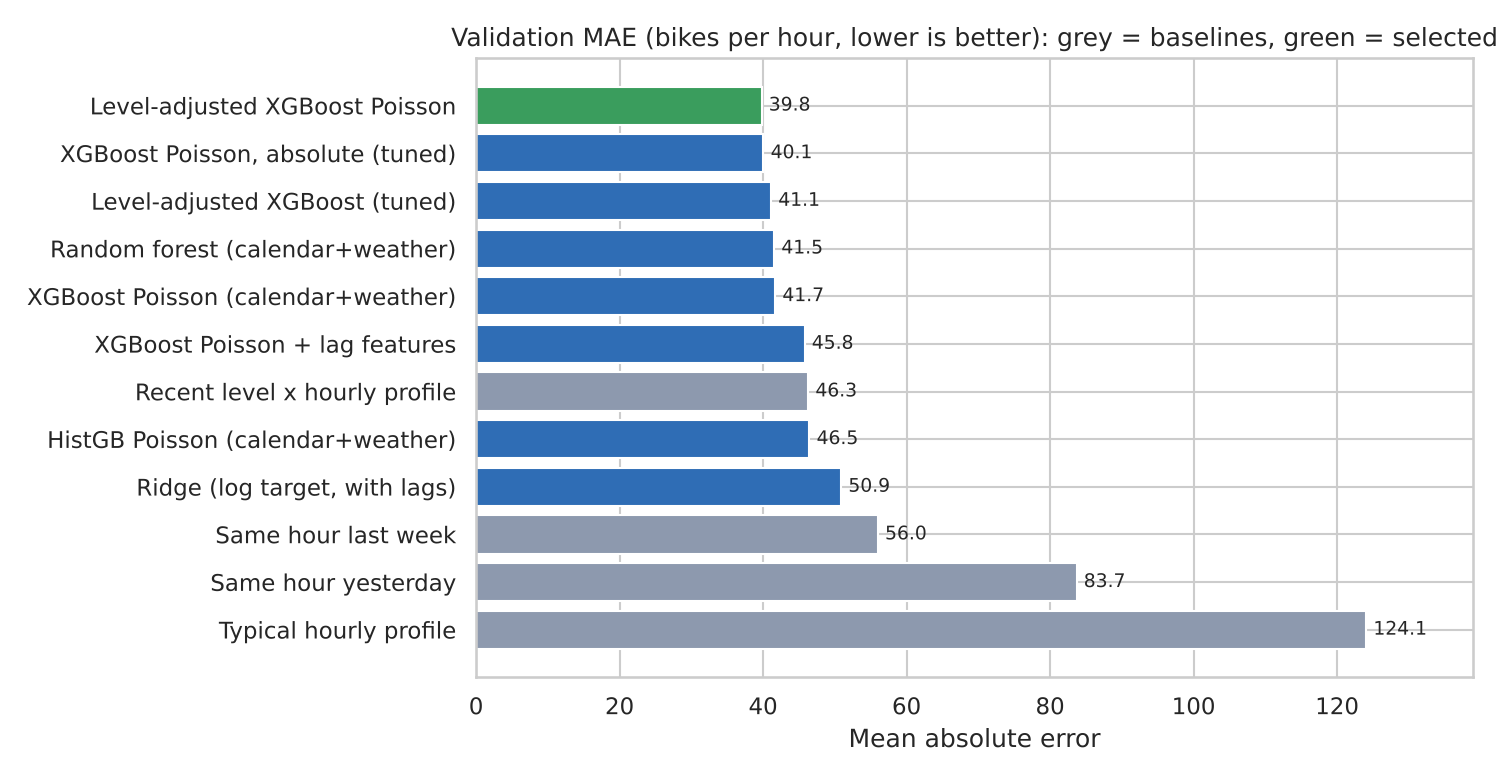 Validation MAE (bikes per hour, lower is better): grey = baselines, green = selected
Level-adjusted XGBoost Poisson 39.8
XGBoost Poisson, absolute (tuned) 40.1
Level-adjusted XGBoost (tuned) 41.1
Random forest (calendar+weather) 41.5
XGBoost Poisson (calendar+weather) 41.7
XGBoost Poisson + lag features 45.8
Recent level x hourly profile 46.3
HistGB Poisson (calendar+weather) 46.5
Ridge (log target, with lags) 50.9
Same hour last week 56.0
Same hour yesterday 83.7
Typical hourly profile 124.1
0 20 40 60 80 100 120
Mean absolute error